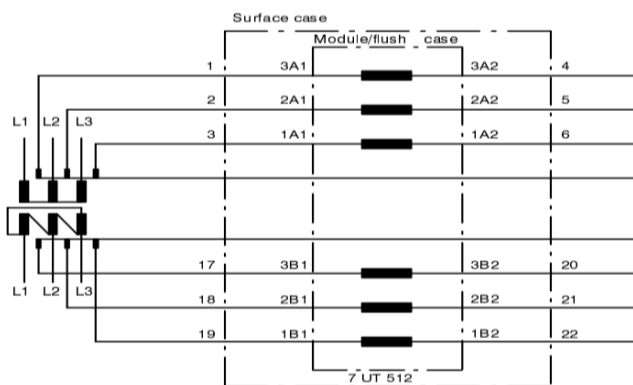 Surface case
Module/flush case
1 3A1 3A2 4
2 2A1 2A2 5
L1 L2 L3
3 1A1 1A2 6
17 3B1 3B2 20
L1 L2 L3
18 2B1 2B2 21
19 1B1 1B2 22
7 UT 512